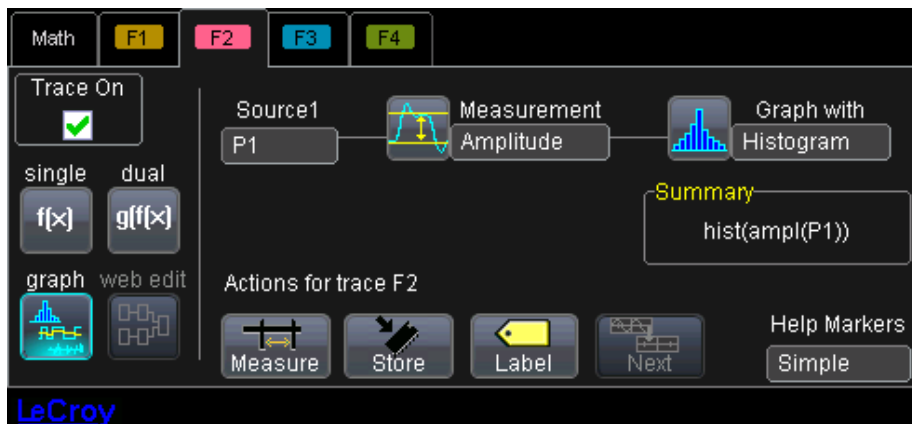 Math F1 F2 F3 F4
Trace On
Source1 Measurement Graph with
P1 Amplitude Histogram
single dual
f(x) g(f(x)
Summary
hist(ampl(P1))
graph web edit
Actions for trace F2
Measure Store Label Next
Help Markers
Simple
LeCroy